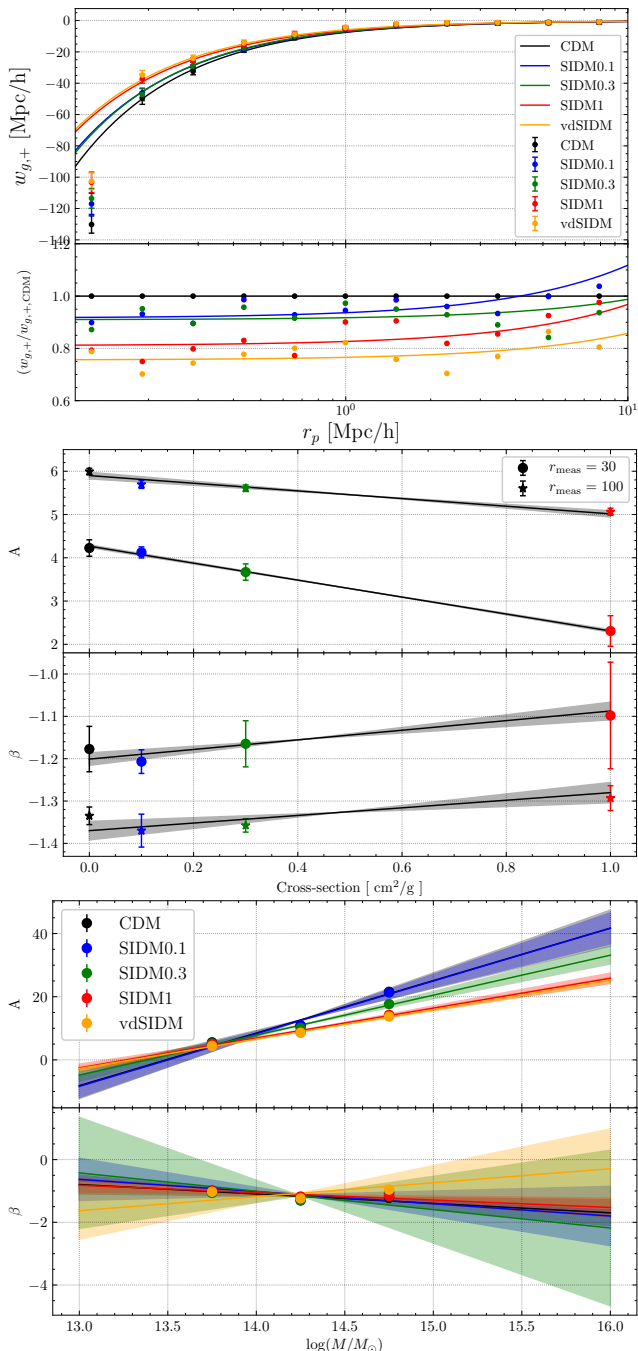 0
−20
−40
−60
−80
−100
−120
−140
w_{g,+} [Mpc/h]
CDM
SIDM0.1
SIDM0.3
SIDM1
vdSIDM
CDM
SIDM0.1
SIDM0.3
SIDM1
vdSIDM
1.2
1.0
0.8
0.6
(w_{g,+}/w_{g,+,CDM})
10^0
10^1
r_p [Mpc/h]
6
5
4
3
2
A
r_meas = 30
r_meas = 100
−1.0
−1.1
−1.2
−1.3
−1.4
β
0.0 0.2 0.4 0.6 0.8 1.0
Cross-section [ cm²/g ]
40
20
0
A
CDM
SIDM0.1
SIDM0.3
SIDM1
vdSIDM
0
−2
−4
β
13.0 13.5 14.0 14.5 15.0 15.5 16.0
log(M/M_⊙)